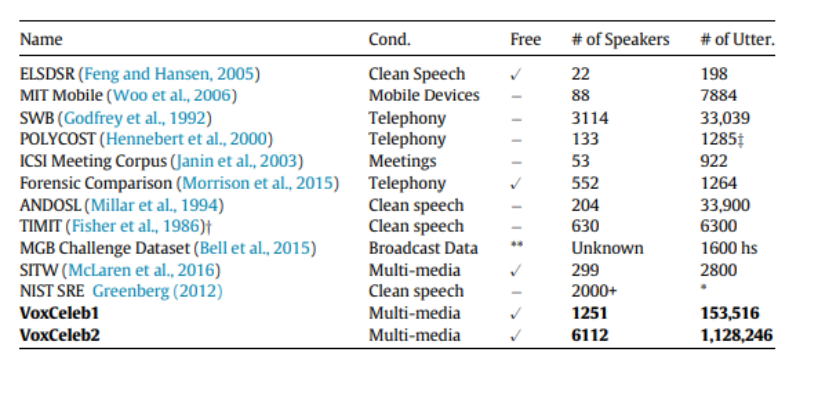 Name Cond. Free # of Speakers # of Utter.
ELSDSR (Feng and Hansen, 2005) Clean Speech ✓ 22 198
MIT Mobile (Woo et al., 2006) Mobile Devices – 88 7884
SWB (Godfrey et al., 1992) Telephony – 3114 33,039
POLYCOST (Hennebert et al., 2000) Telephony – 133 1285‡
ICSI Meeting Corpus (Janin et al., 2003) Meetings – 53 922
Forensic Comparison (Morrison et al., 2015) Telephony ✓ 552 1264
ANDOSL (Millar et al., 1994) Clean speech – 204 33,900
TIMIT (Fisher et al., 1986)† Clean speech – 630 6300
MGB Challenge Dataset (Bell et al., 2015) Broadcast Data ** Unknown 1600 hs
SITW (McLaren et al., 2016) Multi-media ✓ 299 2800
NIST SRE Greenberg (2012) Clean speech – 2000+ *
VoxCeleb1 Multi-media ✓ 1251 153,516
VoxCeleb2 Multi-media ✓ 6112 1,128,246